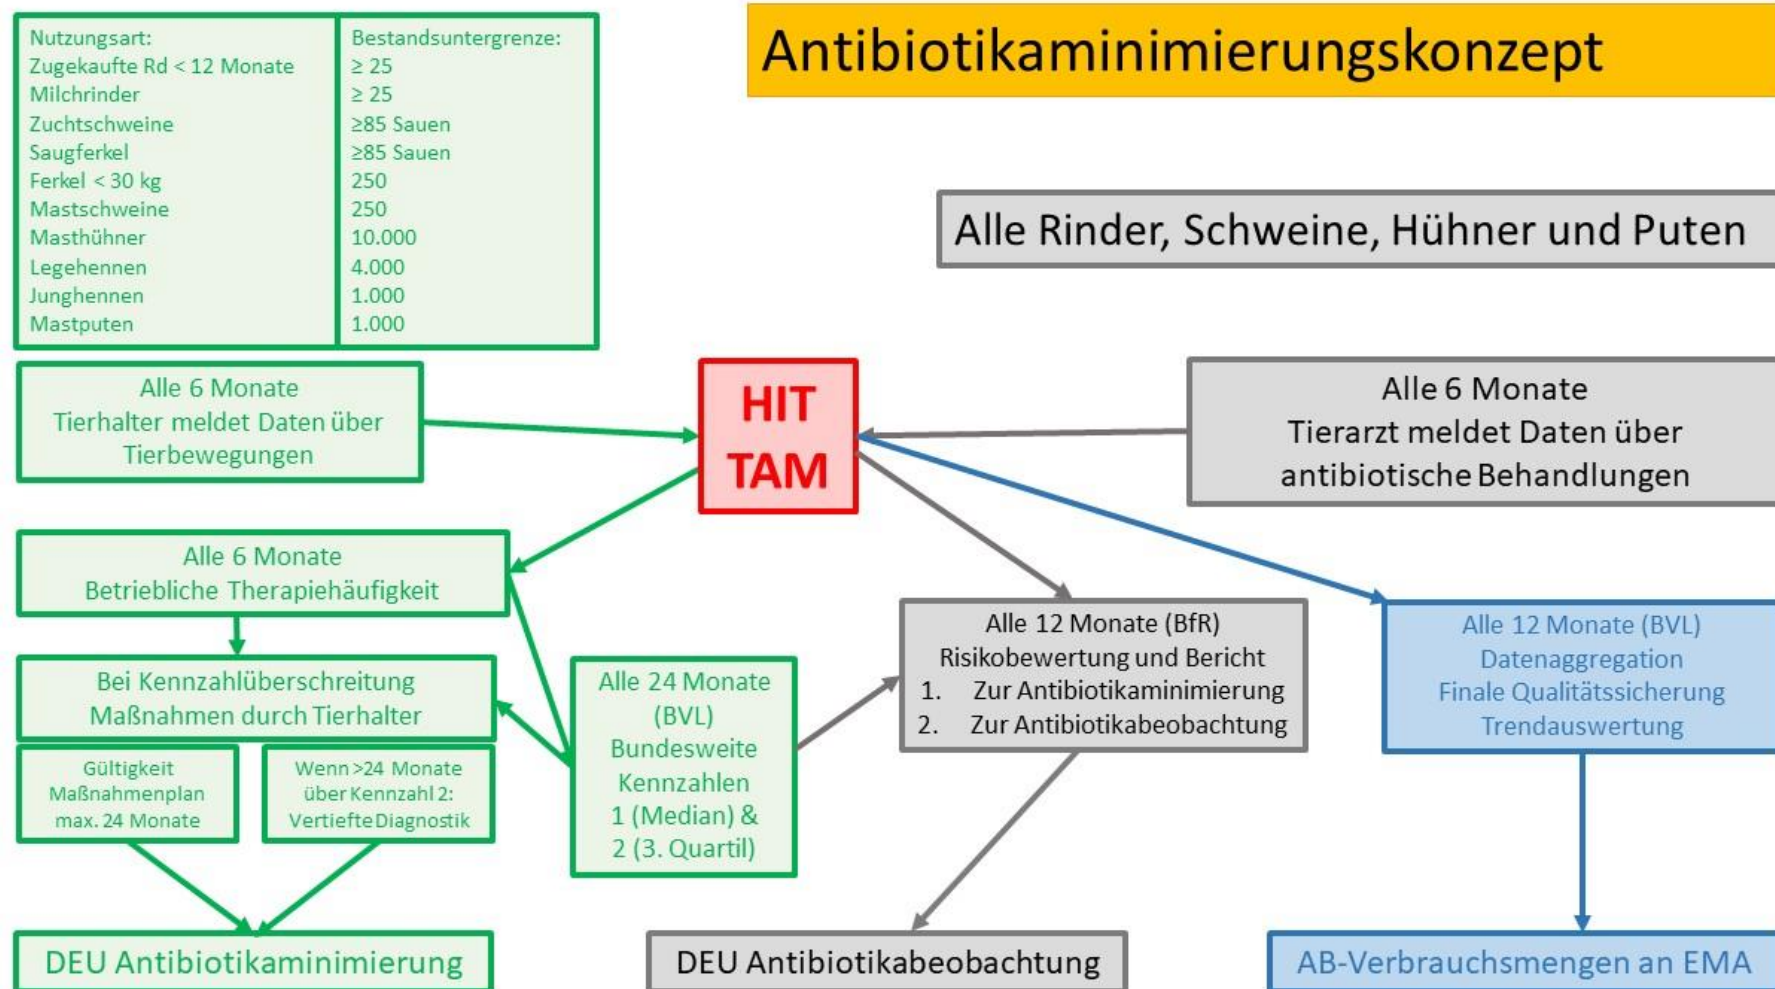 Antibiotikaminimierungskonzept
Nutzungsart: Bestandsuntergrenze:
Zugekaufte Rd < 12 Monate ≥ 25
Milchrinder ≥ 25
Zuchtschweine ≥85 Sauen
Saugferkel ≥85 Sauen
Ferkel < 30 kg 250
Mastschweine 250
Masthühner 10.000
Legehennen 4.000
Junghennen 1.000
Mastputen 1.000
Alle Rinder, Schweine, Hühner und Puten
Alle 6 Monate
Tierhalter meldet Daten über
Tierbewegungen
HIT
TAM
Alle 6 Monate
Tierarzt meldet Daten über
antibiotische Behandlungen
Alle 6 Monate
Betriebliche Therapiehäufigkeit
Bei Kennzahlüberschreitung
Maßnahmen durch Tierhalter
Gültigkeit
Maßnahmenplan
max. 24 Monate
Wenn >24 Monate
über Kennzahl 2:
Vertiefte Diagnostik
Alle 24 Monate
(BVL)
Bundesweite
Kennzahlen
1 (Median) &
2 (3. Quartil)
Alle 12 Monate (BfR)
Risikobewertung und Bericht
1. Zur Antibiotikaminimierung
2. Zur Antibiotikabeobachtung
Alle 12 Monate (BVL)
Datenaggregation
Finale Qualitätssicherung
Trendauswertung
DEU Antibiotikaminimierung
DEU Antibiotikabeobachtung
AB-Verbrauchsmengen an EMA